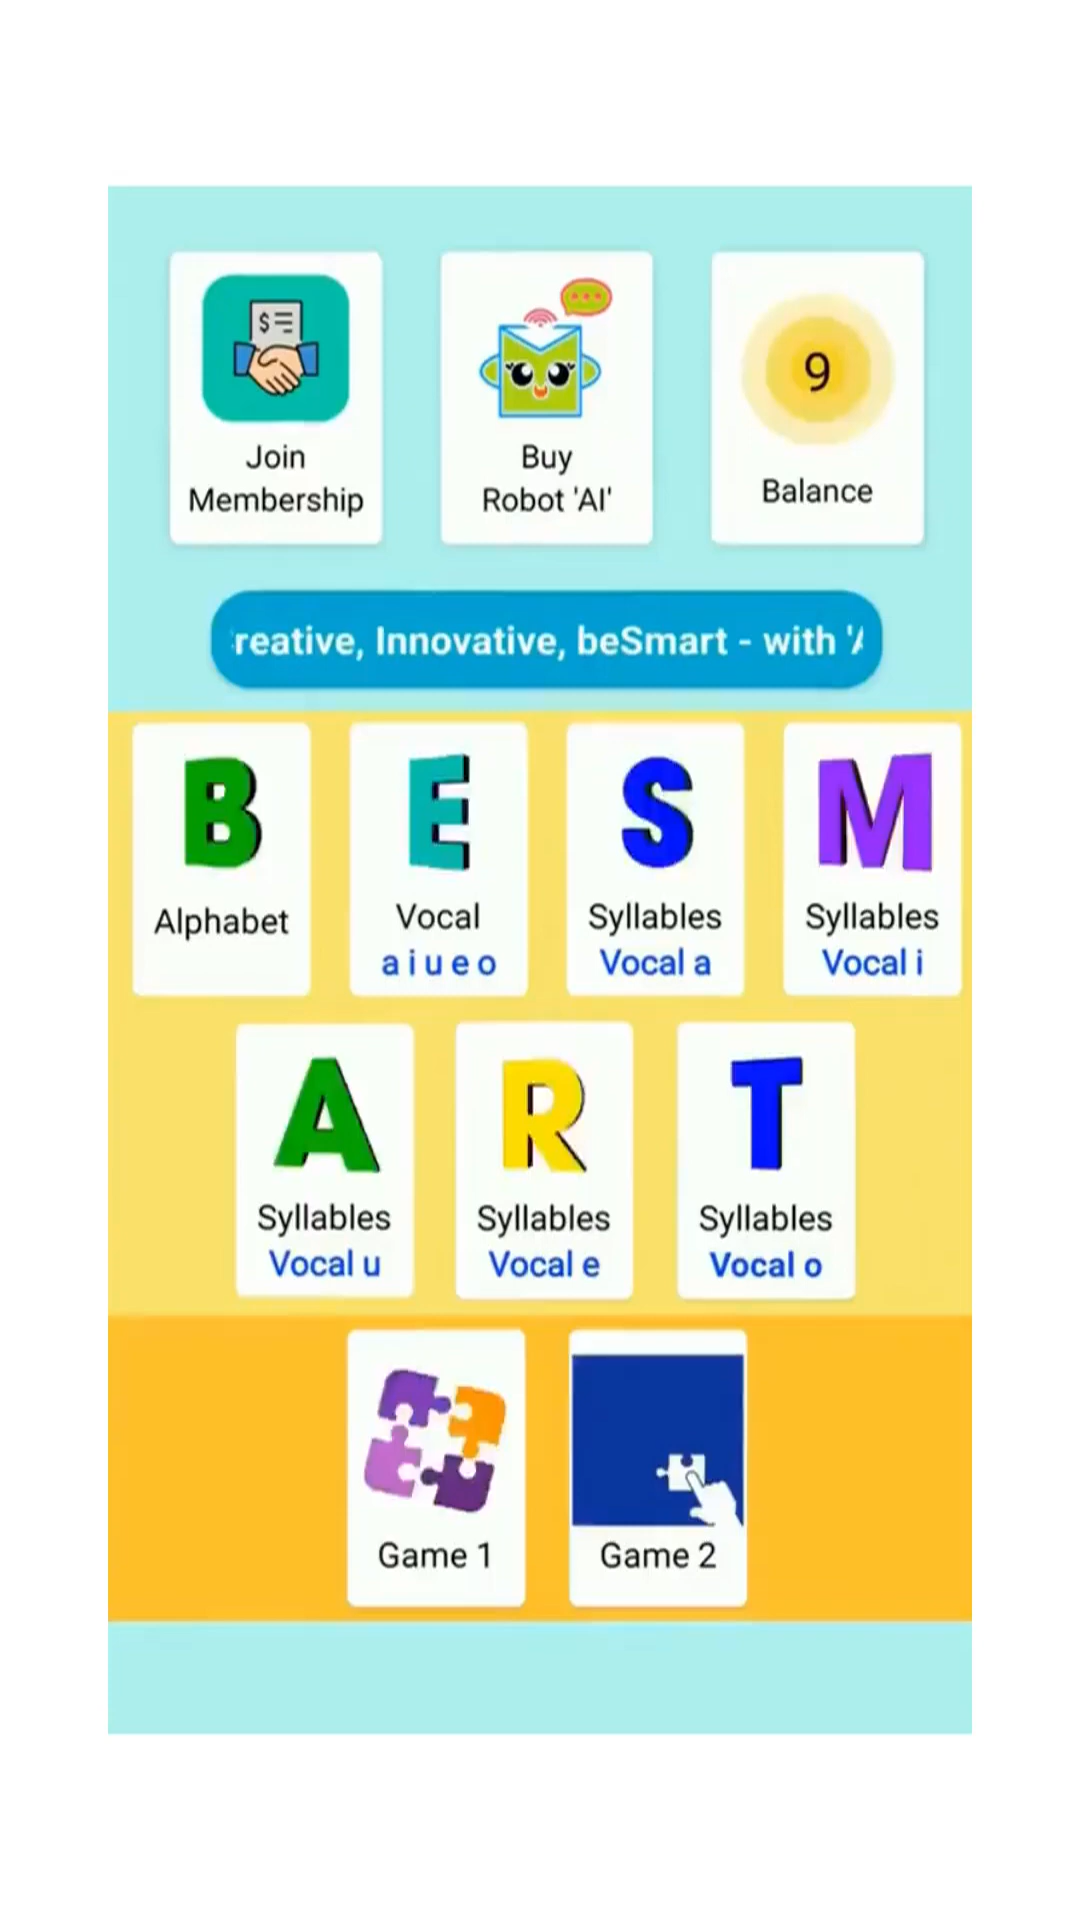 Join
Membership
Buy
Robot 'AI'
9
Balance
reative, Innovative, beSmart - with '
B
Alphabet
E
Vocal
a i u e o
S
Syllables
Vocal a
M
Syllables
Vocal i
A
Syllables
Vocal u
R
Syllables
Vocal e
T
Syllables
Vocal o
Game 1
Game 2